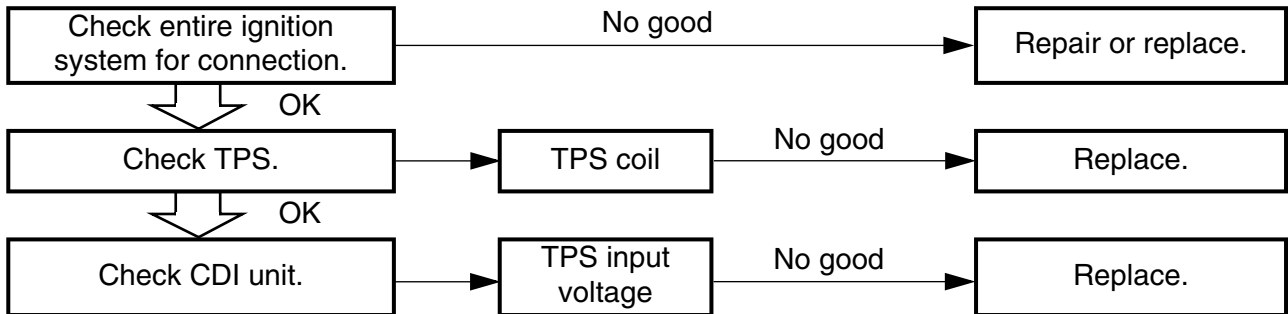 Check entire ignition
system for connection.
No good
Repair or replace.
OK
Check TPS.
TPS coil
No good
Replace.
OK
Check CDI unit.
TPS input
voltage
No good
Replace.